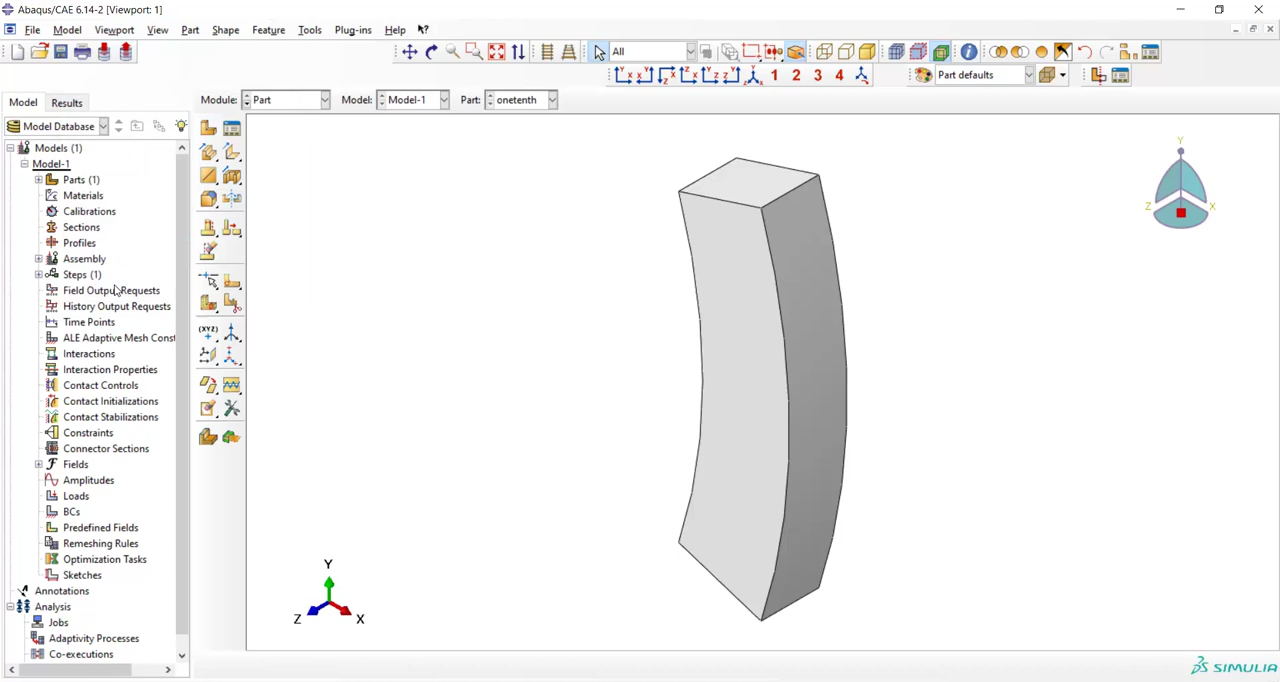 Abaqus/CAE 6.14-2 [Viewport: 1]
File Model Viewport View Part Shape Feature Tools Plug-ins Help
All
1 2 3 4 Part defaults
Model Results Module: Part Model: Model-1 Part: onetenth
Model Database
Models (1)
Model-1
Parts (1)
Materials
Calibrations
Sections
Profiles
Assembly
Steps (1)
Field Output Requests
History Output Requests
Time Points
ALE Adaptive Mesh Const
Interactions
Interaction Properties
Contact Controls
Contact Initializations
Contact Stabilizations
Constraints
Connector Sections
Fields
Amplitudes
Loads
BCs
Predefined Fields
Remeshing Rules
Optimization Tasks
Sketches
Annotations
Analysis
Jobs
Adaptivity Processes
Co-executions
Y
Z X
Y
Z X
SIMULIA